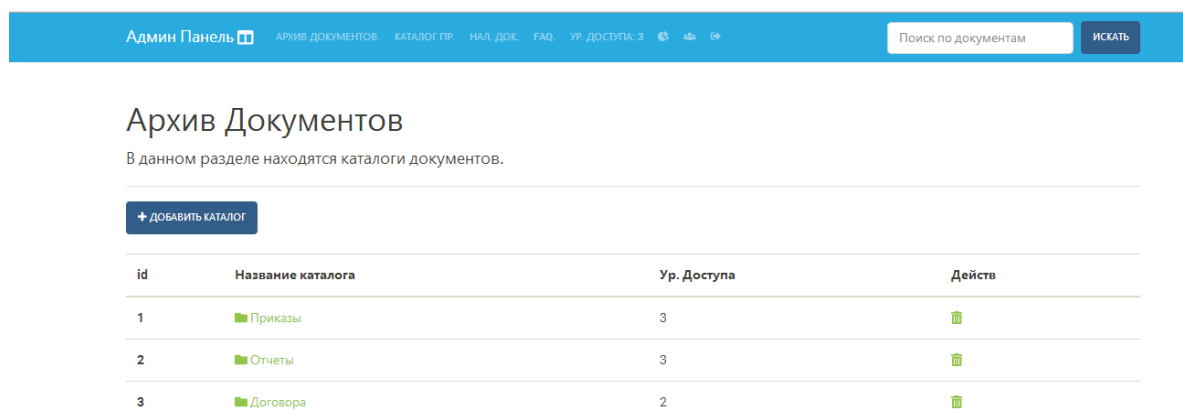 Админ Панель АРХИВ ДОКУМЕНТОВ. КАТАЛОГ ПР. НАЛ. ДОК. FAQ. УР. ДОСТУПА: 3 Поиск по документам ИСКАТЬ
Архив Документов
В данном разделе находятся каталоги документов.
+ ДОБАВИТЬ КАТАЛОГ
id Название каталога Ур. Доступа Действ
1 Приказы 3
2 Отчеты 3
3 Договора 2